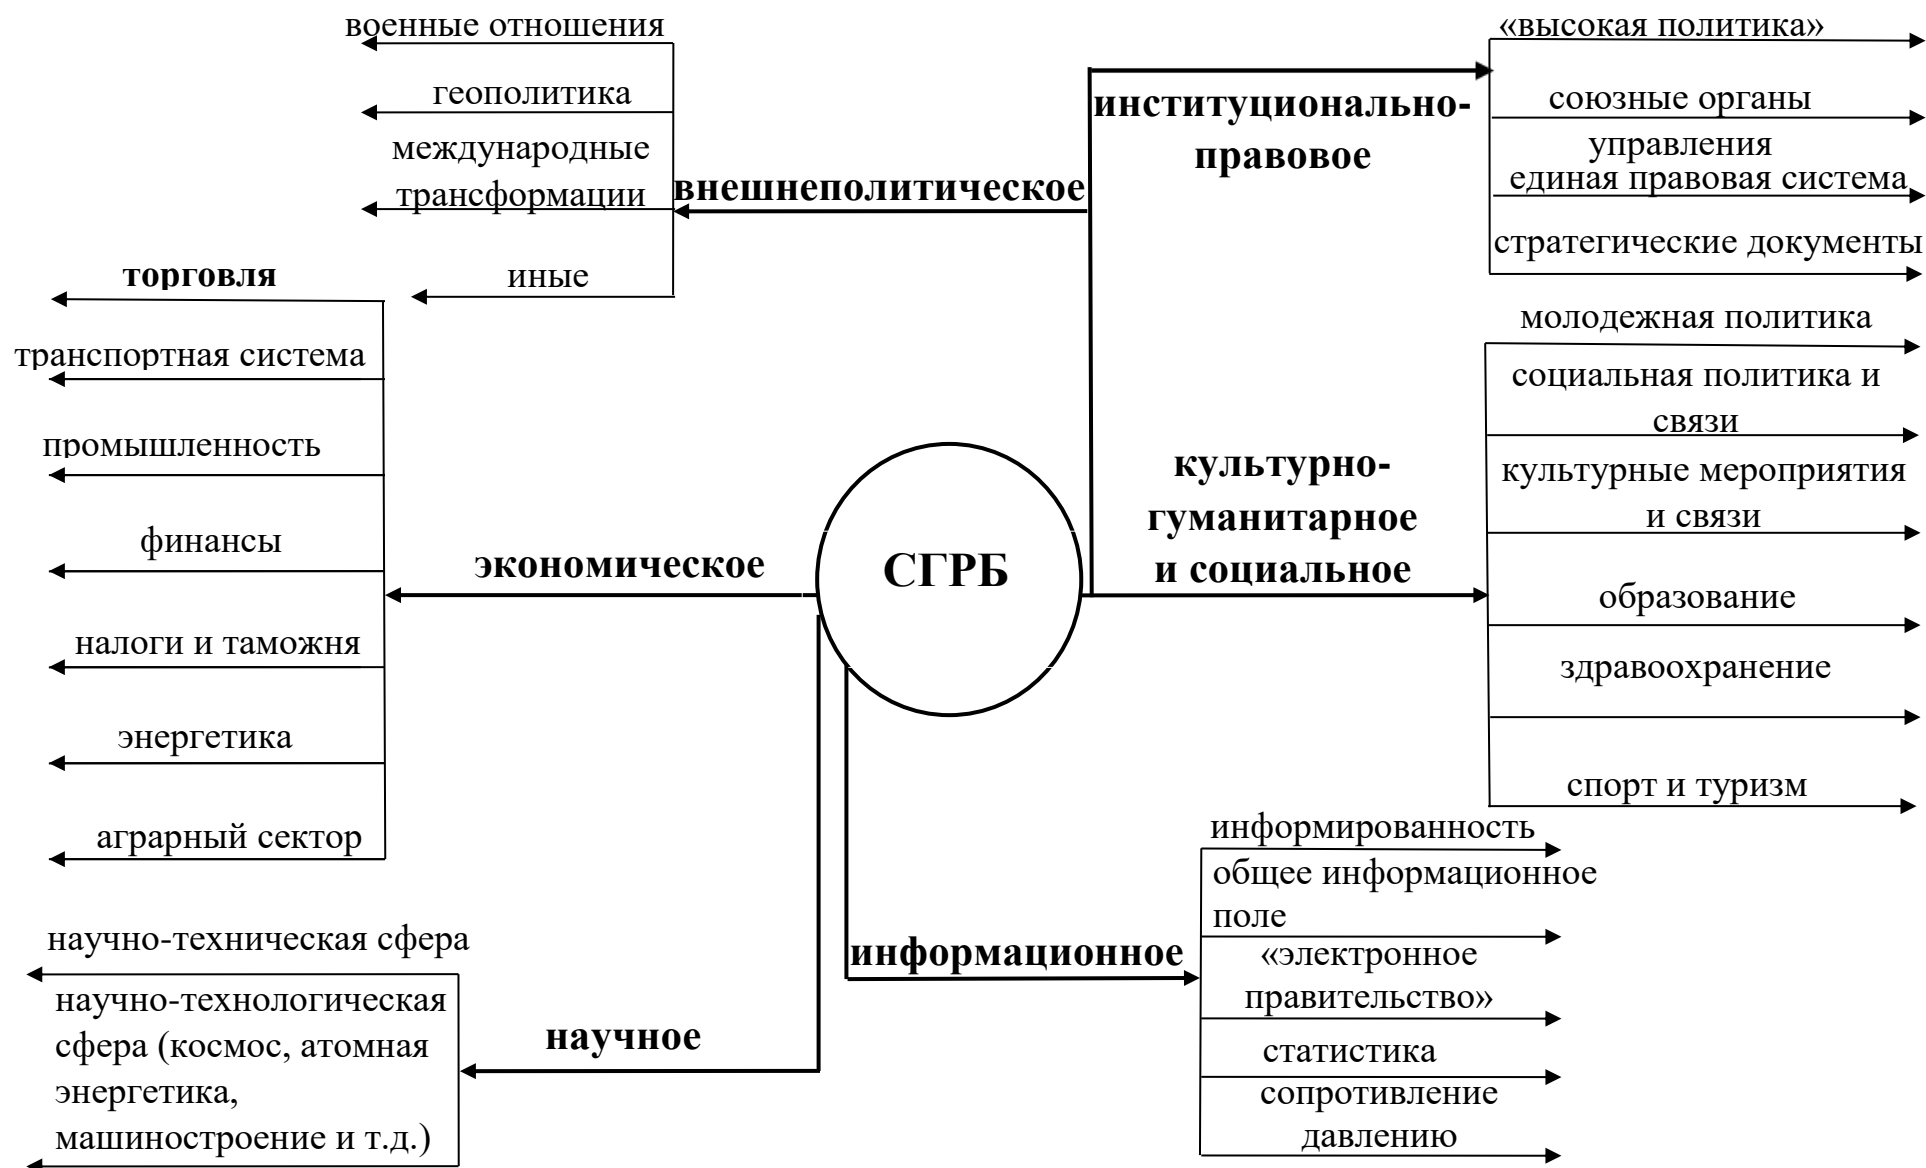 военные отношения
геополитика
международные
трансформации
иные
внешнеполитическое
институционально-
правовое
«высокая политика»
союзные органы
управления
единая правовая система
стратегические документы
торговля
транспортная система
промышленность
финансы
налоги и таможня
энергетика
аграрный сектор
экономическое
СГРБ
культурно-
гуманитарное
и социальное
молодежная политика
социальная политика и
связи
культурные мероприятия
и связи
образование
здравоохранение
спорт и туризм
научно-техническая сфера
научно-технологическая
сфера (космос, атомная
энергетика,
машиностроение и т.д.)
научное
информационное
информированность
общее информационное
поле
«электронное
правительство»
статистика
сопротивление
давлению